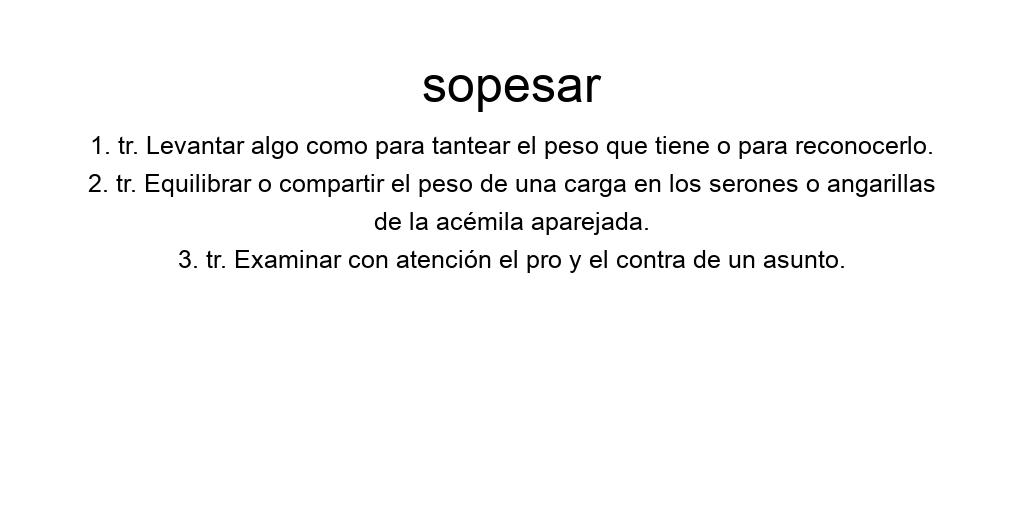 sopesar
1. tr. Levantar algo como para tantear el peso que tiene o para reconocerlo.
2. tr. Equilibrar o compartir el peso de una carga en los serones o angarillas
de la acémila aparejada.
3. tr. Examinar con atención el pro y el contra de un asunto.